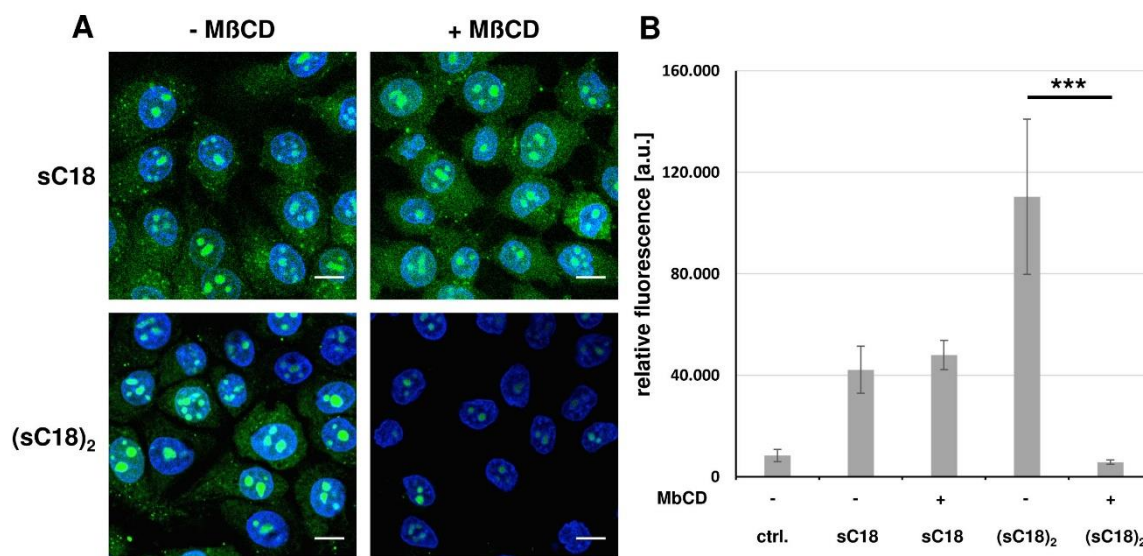 A
- MßCD
+ MßCD
sC18
(sC18)2
B
relative fluorescence [a.u.]
160.000
120.000
80.000
40.000
0
***
MbCD
- - + - +
ctrl. sC18 sC18 (sC18)2 (sC18)2